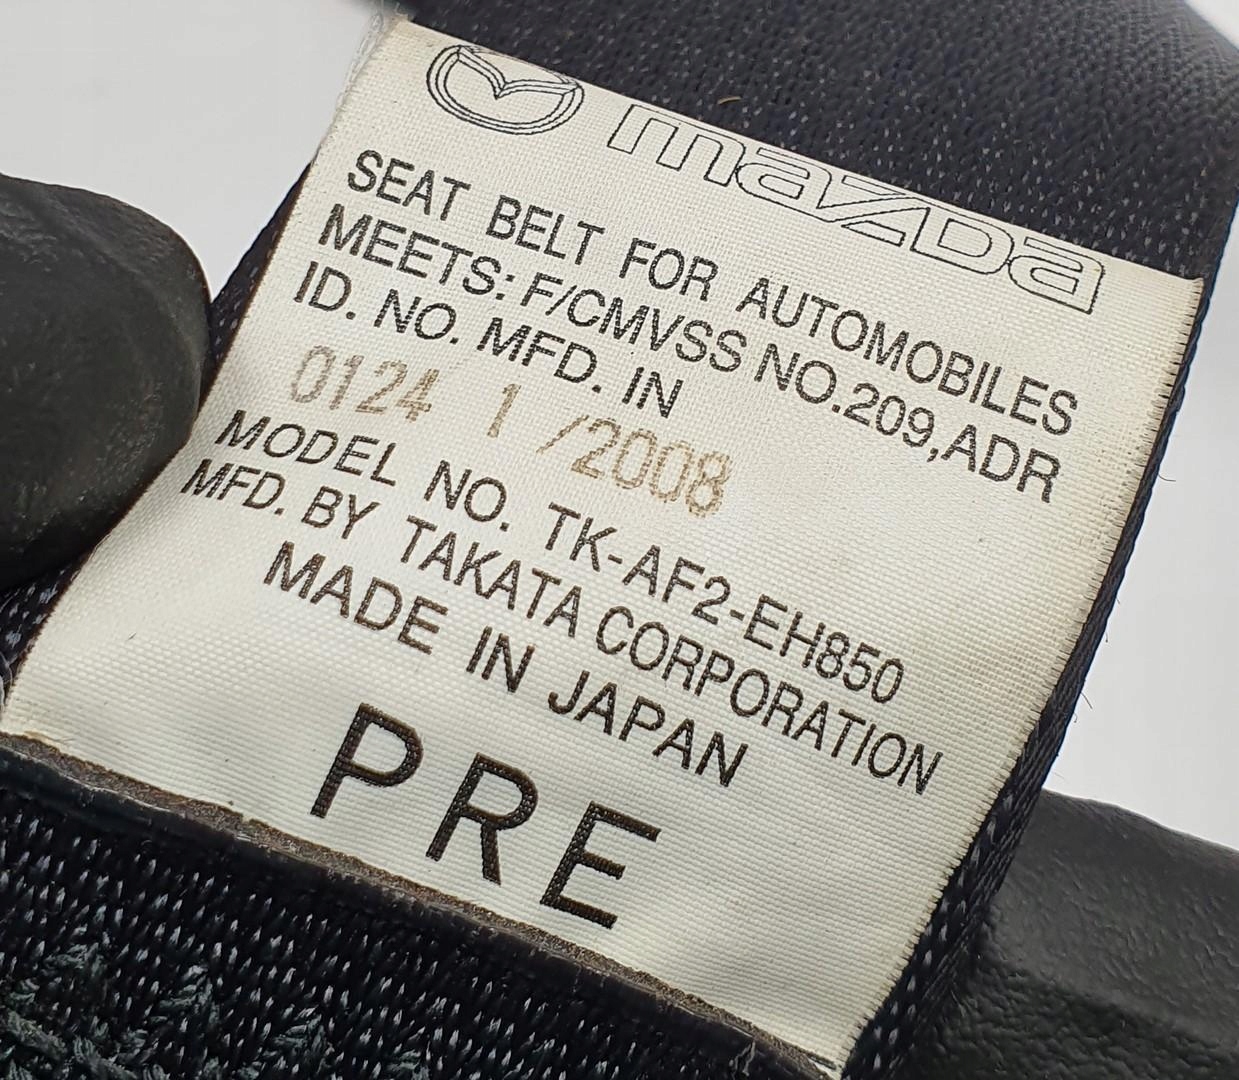 mazda
SEAT BELT FOR AUTOMOBILES
MEETS: F/CMVSS NO.209,ADR
ID. NO. MFD. IN
0124 1 /2008
MODEL NO. TK-AF2-EH850
MFD. BY TAKATA CORPORATION
MADE IN JAPAN
PRE